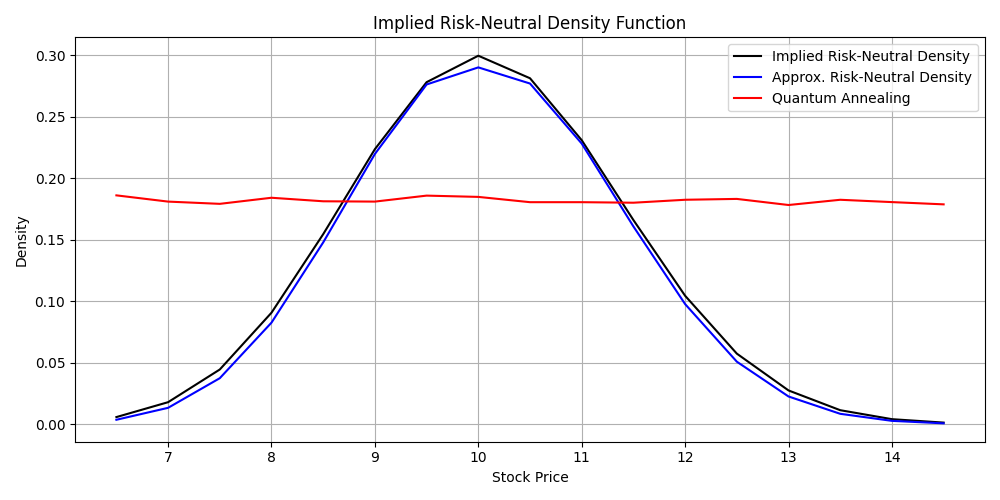 Implied Risk-Neutral Density Function
Implied Risk-Neutral Density
Approx. Risk-Neutral Density
Quantum Annealing
Density
0.30
0.25
0.20
0.15
0.10
0.05
0.00
7 8 9 10 11 12 13 14
Stock Price